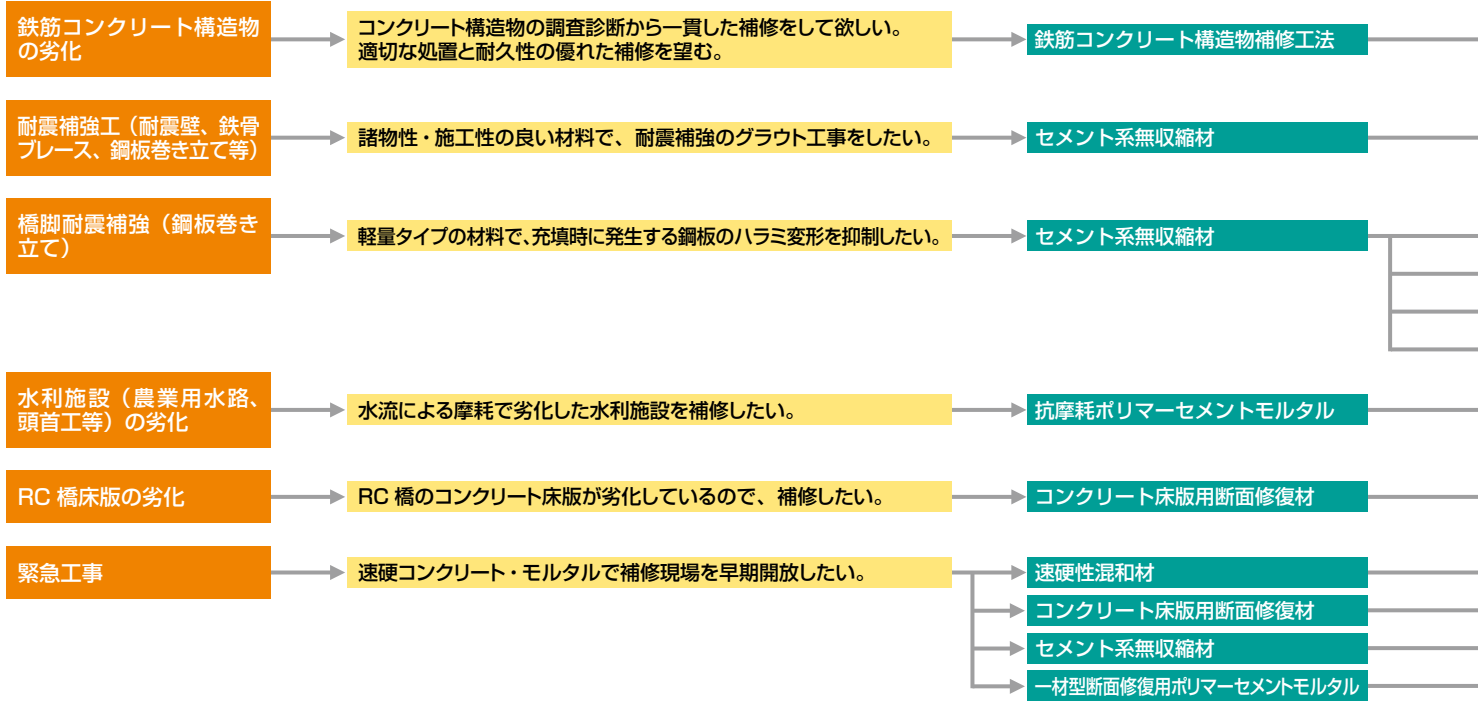 鉄筋コンクリート構造物
の劣化
コンクリート構造物の調査診断から一貫した補修をして欲しい。
適切な処置と耐久性の優れた補修を望む。
鉄筋コンクリート構造物補修工法
耐震補強工（耐震壁、鉄骨
ブレース、鋼板巻き立て等）
諸物性・施工性の良い材料で、耐震補強のグラウト工事をしたい。
セメント系無収縮材
橋脚耐震補強（鋼板巻き
立て）
軽量タイプの材料で、充填時に発生する鋼板のハラミ変形を抑制したい。
セメント系無収縮材
水利施設（農業用水路、
頭首工等）の劣化
水流による摩耗で劣化した水利施設を補修したい。
抗摩耗ポリマーセメントモルタル
RC 橋床版の劣化
RC 橋のコンクリート床版が劣化しているので、補修したい。
コンクリート床版用断面修復材
緊急工事
速硬コンクリート・モルタルで補修現場を早期開放したい。
速硬性混和材
コンクリート床版用断面修復材
セメント系無収縮材
一材型断面修復用ポリマーセメントモルタル